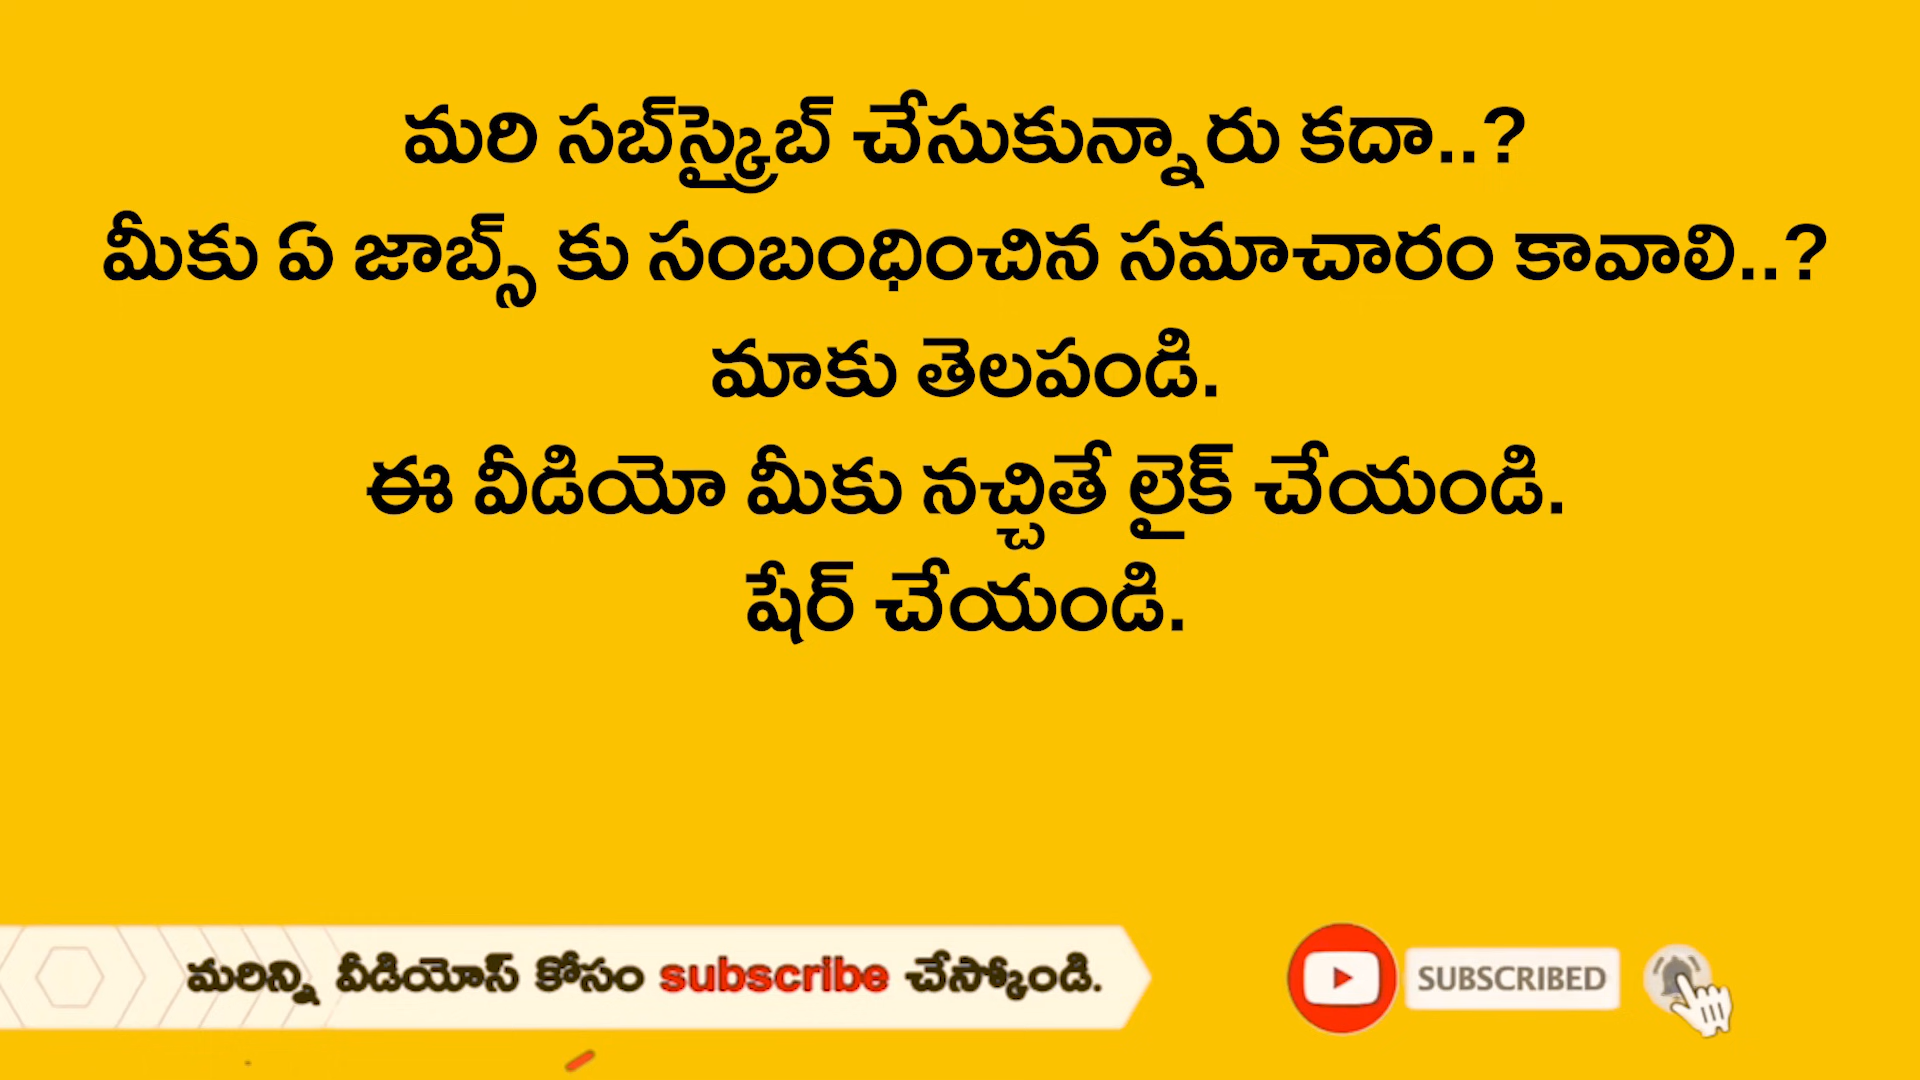 మరి సబ్‌స్క్రైబ్ చేసుకున్నారు కదా..?
మీకు ఏ జాబ్స్ కు సంబంధించిన సమాచారం కావాలి..?
మాకు తెలపండి.
ఈ వీడియో మీకు నచ్చితే లైక్ చేయండి.
షేర్ చేయండి.
మరిన్ని వీడియోస్ కోసం subscribe చేస్కోండి.
SUBSCRIBED